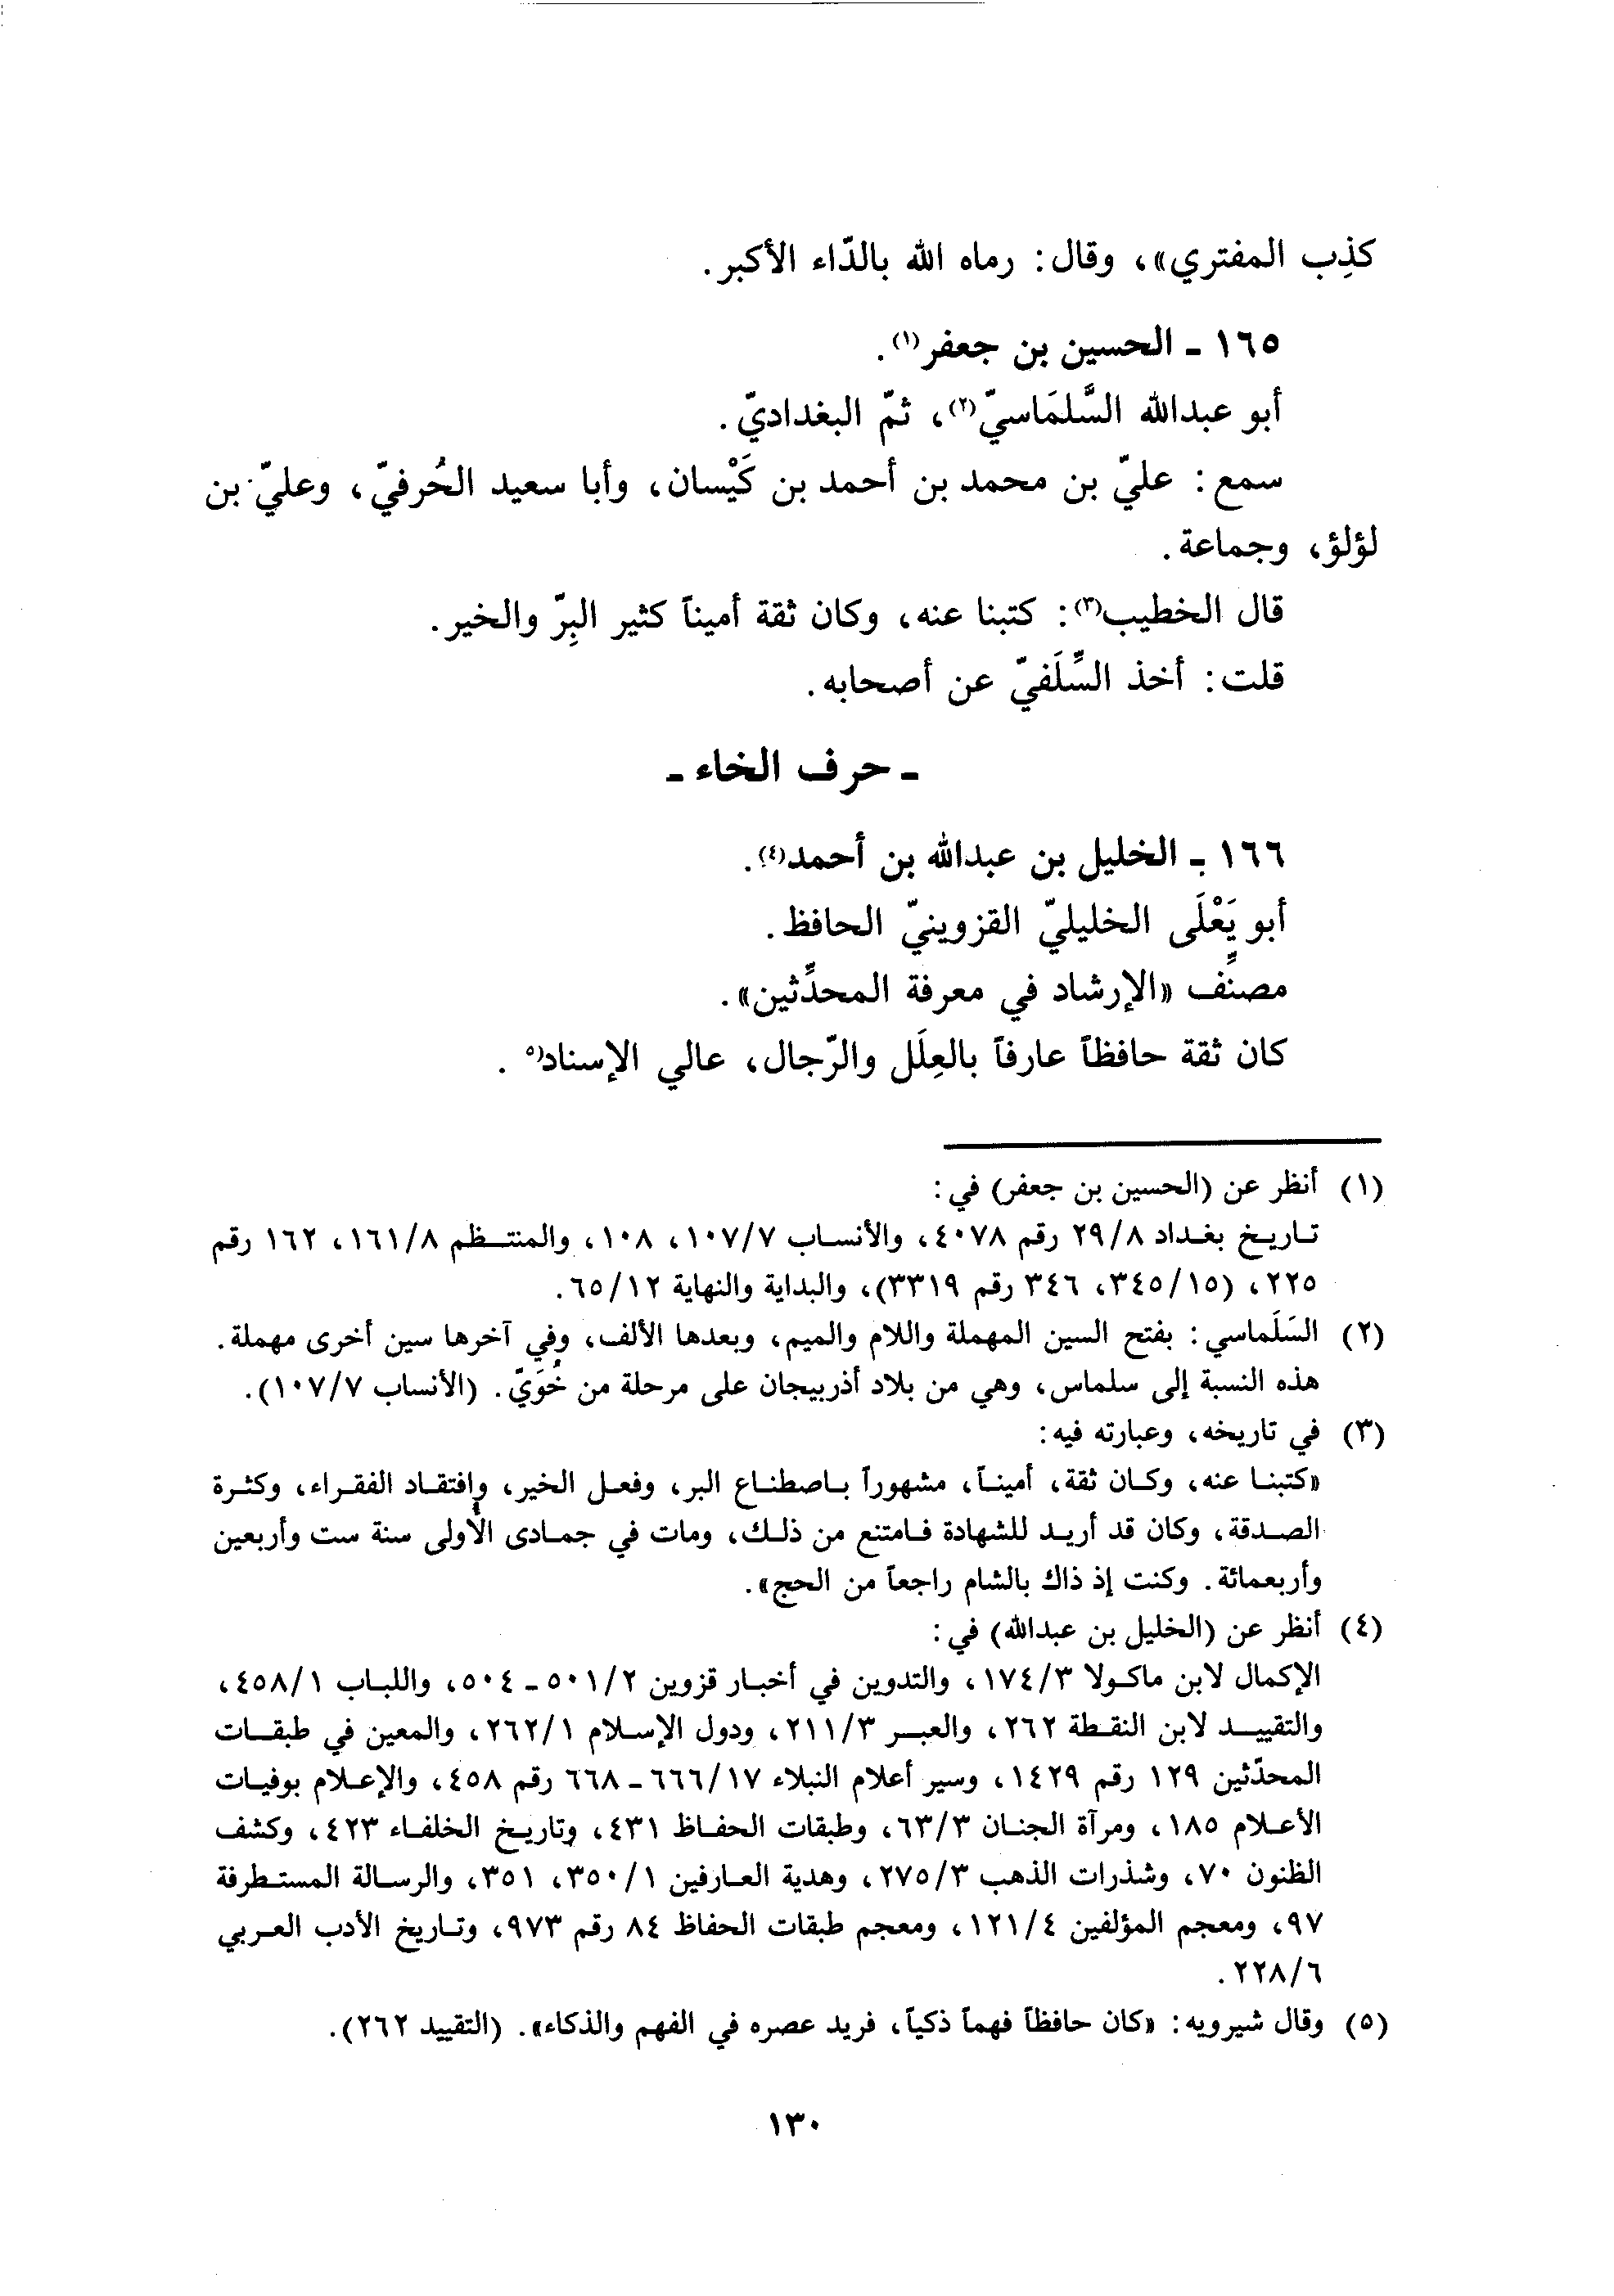 كذِب المفتري»، وقال: رماه الله بالدّاء الأكبر.
١٦٥ ـ الحسين بن جعفر(١).
أبو عبدالله السَّلمَاسيّ(٢)، ثمّ البغداديّ.
سمع: عليّ بن محمد بن أحمد بن كَيْسان، وأبا سعيد الحُرفيّ، وعليّ بن
لؤلؤ، وجماعة.
قال الخطيب(٣): كتبنا عنه، وكان ثقة أميناً كثير البِرّ والخير.
قلت: أخذ السِّلَفيّ عن أصحابه.
ـ حرف الخاء ـ
١٦٦ ـ الخليل بن عبدالله بن أحمد(٤).
أبو يَعْلَى الخليليّ القزوينيّ الحافظ.
مصنِّف «الإرشاد في معرفة المحدِّثين».
كان ثقة حافظاً عارفاً بالعِلَل والرّجال، عالي الإسناد(٥ .
(١) أنظر عن (الحسين بن جعفر) في:
تاريخ بغداد ٢٩/٨ رقم ٤٠٧٨، والأنساب ١٠٧/٧، ١٠٨، والمنتظم ١٦١/٨، ١٦٢ رقم
٢٢٥، (٣٤٥/١٥، ٣٤٦ رقم ٣٣١٩)، والبداية والنهاية ٦٥/١٢.
(٢) السَلَماسي: بفتح السين المهملة واللام والميم، وبعدها الألف، وفي آخرها سين أخرى مهملة.
هذه النسبة إلى سلماس، وهي من بلاد أذربيجان على مرحلة من خُوَيّ. (الأنساب ١٠٧/٧).
(٣) في تاريخه، وعبارته فيه:
«كتبنا عنه، وكان ثقة، أميناً، مشهوراً باصطناع البر، وفعل الخير، وافتقاد الفقراء، وكثرة
الصدقة، وكان قد أريد للشهادة فامتنع من ذلك، ومات في جمادى الأولى سنة ست وأربعين
وأربعمائة. وكنت إذ ذاك بالشام راجعاً من الحج».
(٤) أنظر عن (الخليل بن عبدالله) في:
الإكمال لابن ماكولا ١٧٤/٣، والتدوين في أخبار قزوين ٥٠١/٢ ـ ٥٠٤، واللباب ٤٥٨/١،
والتقييد لابن النقطة ٢٦٢، والعبر ٢١١/٣، ودول الإسلام ٢٦٢/١، والمعين في طبقات
المحدّثين ١٢٩ رقم ١٤٢٩، وسير أعلام النبلاء ٦٦٦/١٧ ـ ٦٦٨ رقم ٤٥٨، والإعلام بوفيات
الأعلام ١٨٥، ومرآة الجنان ٦٣/٣، وطبقات الحفاظ ٤٣١، وتاريخ الخلفاء ٤٢٣، وكشف
الظنون ٧٠، وشذرات الذهب ٢٧٥/٣، وهدية العارفين ٣٥٠/١، ٣٥١، والرسالة المستطرفة
٩٧، ومعجم المؤلفين ١٢١/٤، ومعجم طبقات الحفاظ ٨٤ رقم ٩٧٣، وتاريخ الأدب العربي
٢٢٨/٦.
(٥) وقال شيرويه: «كان حافظاً فهماً ذكياً، فريد عصره في الفهم والذكاء». (التقييد ٢٦٢).
١٣٠